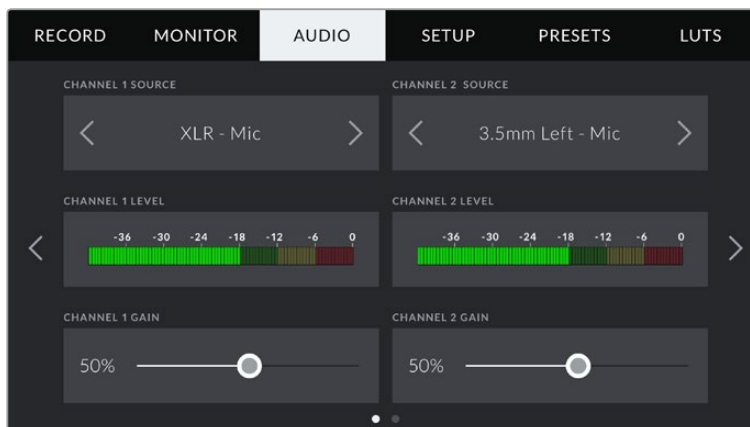 RECORD MONITOR AUDIO SETUP PRESETS LUTS
CHANNEL 1 SOURCE CHANNEL 2 SOURCE
XLR - Mic 3.5mm Left - Mic
CHANNEL 1 LEVEL CHANNEL 2 LEVEL
-36 -30 -24 -18 -12 -6 0 -36 -30 -24 -18 -12 -6 0
CHANNEL 1 GAIN CHANNEL 2 GAIN
50% 50%